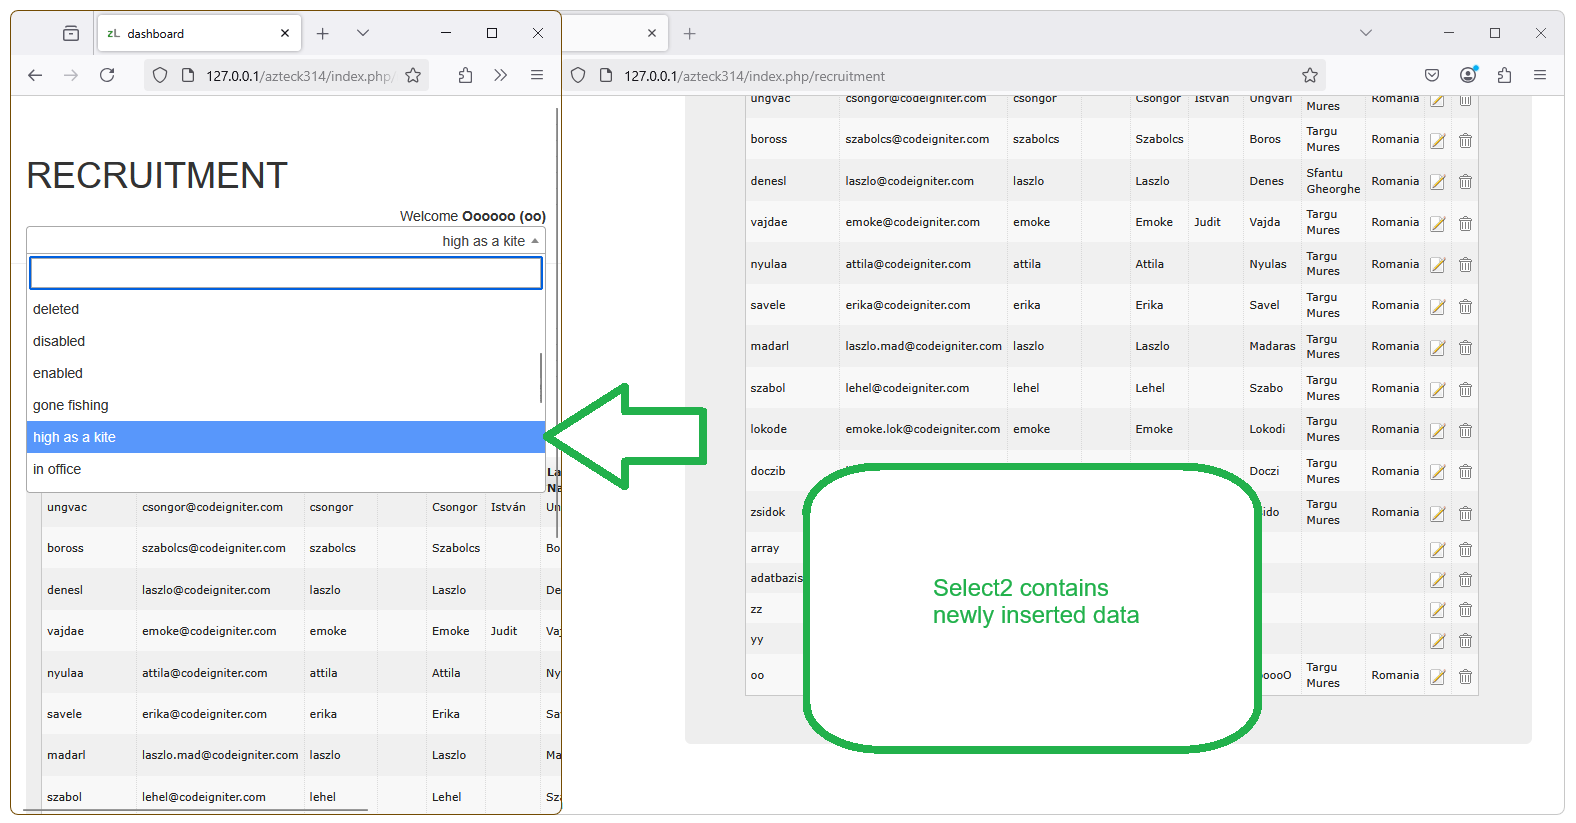 zL dashboard
127.0.0.1/azteck314/index.php/
127.0.0.1/azteck314/index.php/recruitment
RECRUITMENT
Welcome Oooooo (oo)
high as a kite
deleted
disabled
enabled
gone fishing
high as a kite
in office
La
Na
ungvac csongor@codeigniter.com csongor Csongor István Un
boross szabolcs@codeigniter.com szabolcs Szabolcs Bo
denesl laszlo@codeigniter.com laszlo Laszlo De
vajdae emoke@codeigniter.com emoke Emoke Judit Vaj
nyulaa attila@codeigniter.com attila Attila Ny
savele erika@codeigniter.com erika Erika Sa
madarl laszlo.mad@codeigniter.com laszlo Laszlo Ma
szabol lehel@codeigniter.com lehel Lehel Sz
ungvac csongor@codeigniter.com csongor Csongor István Ungvari Mures Romania
boross szabolcs@codeigniter.com szabolcs Szabolcs Boros Targu Mures Romania
denesl laszlo@codeigniter.com laszlo Laszlo Denes Sfantu Gheorghe Romania
vajdae emoke@codeigniter.com emoke Emoke Judit Vajda Targu Mures Romania
nyulaa attila@codeigniter.com attila Attila Nyulas Targu Mures Romania
savele erika@codeigniter.com erika Erika Savel Targu Mures Romania
madarl laszlo.mad@codeigniter.com laszlo Laszlo Madaras Targu Mures Romania
szabol lehel@codeigniter.com lehel Lehel Szabo Targu Mures Romania
lokode emoke.lok@codeigniter.com emoke Emoke Lokodi Targu Mures Romania
doczib Doczi Targu Mures Romania
zsidok ido Targu Mures Romania
array
adatbazis
zz
yy
oo oooO Targu Mures Romania
Select2 contains
newly inserted data